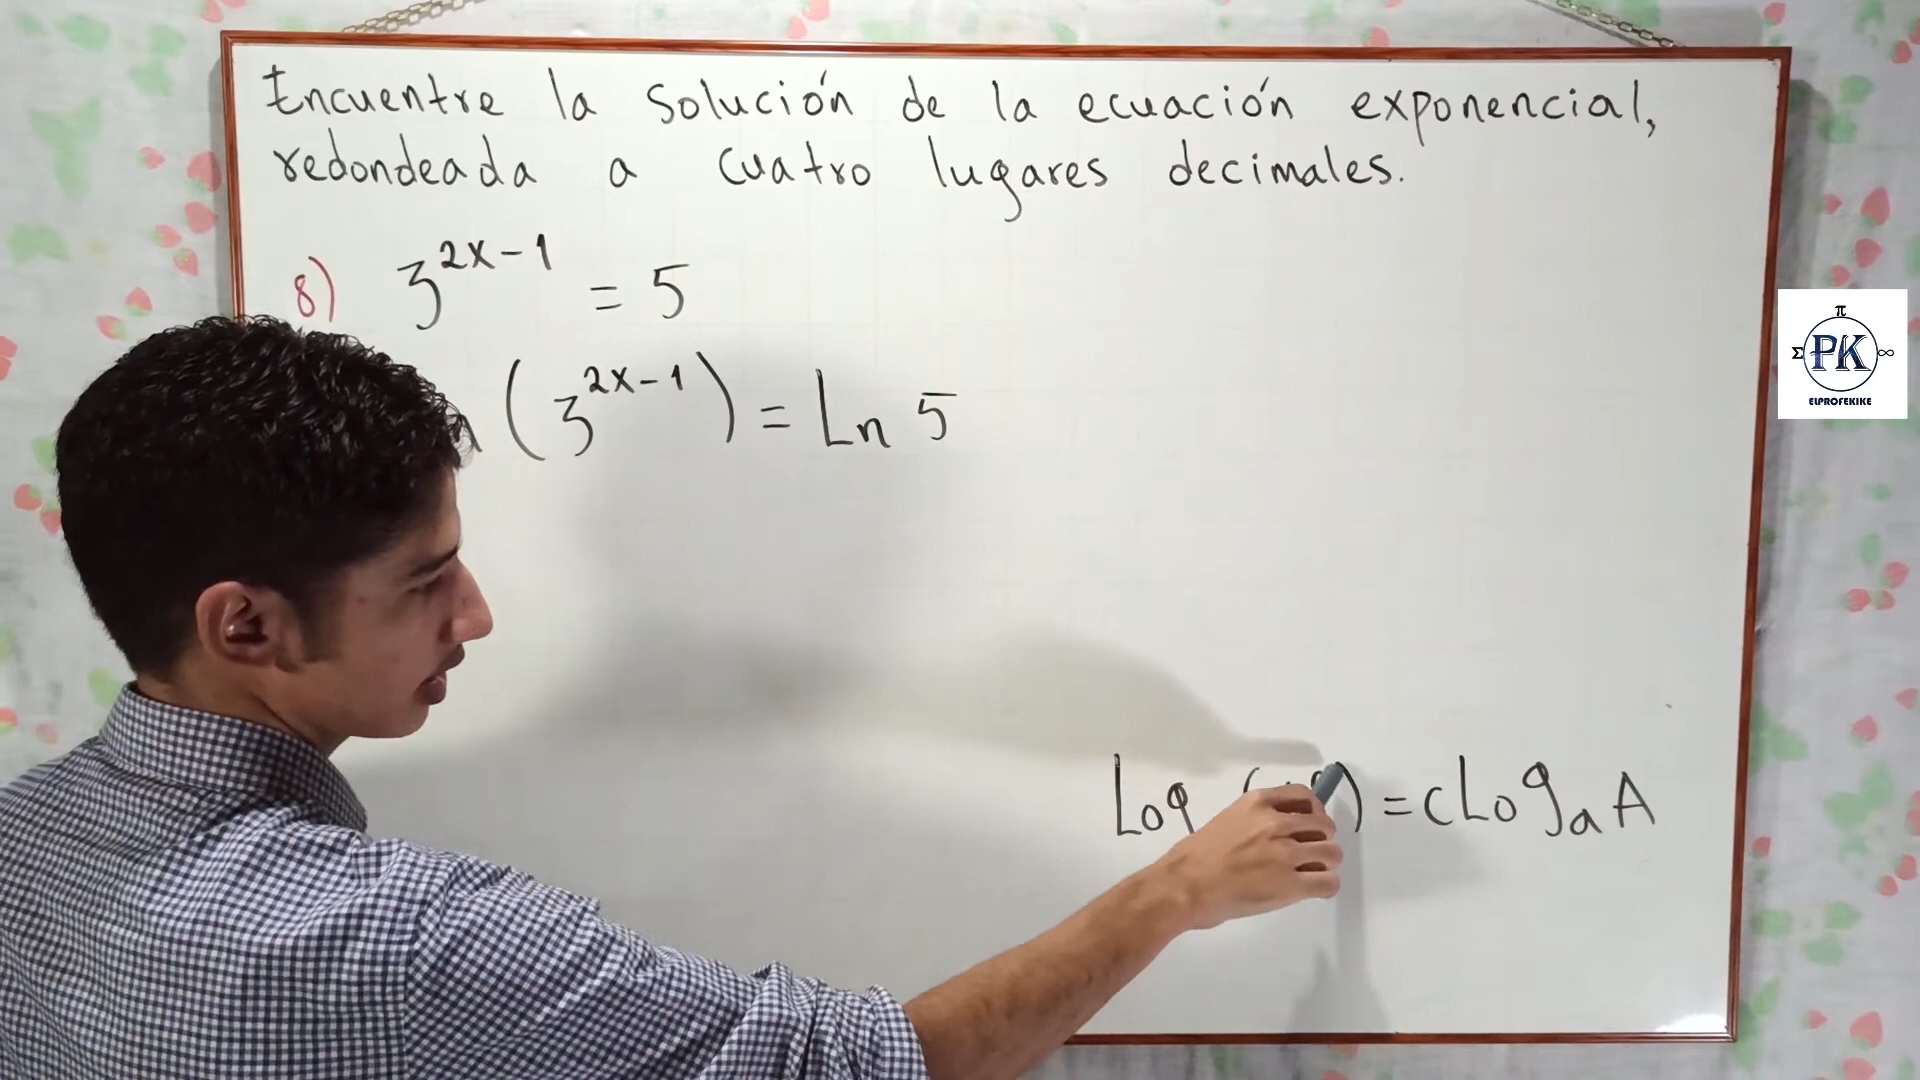 Encuentre la solución de la ecuación exponencial,
redondeada a cuatro lugares decimales.
8) 3^{2x-1} = 5
(3^{2x-1}) = Ln 5
Log ( ) = cLog_a A
π
Σ PK ∞
ELPROFEKIKE